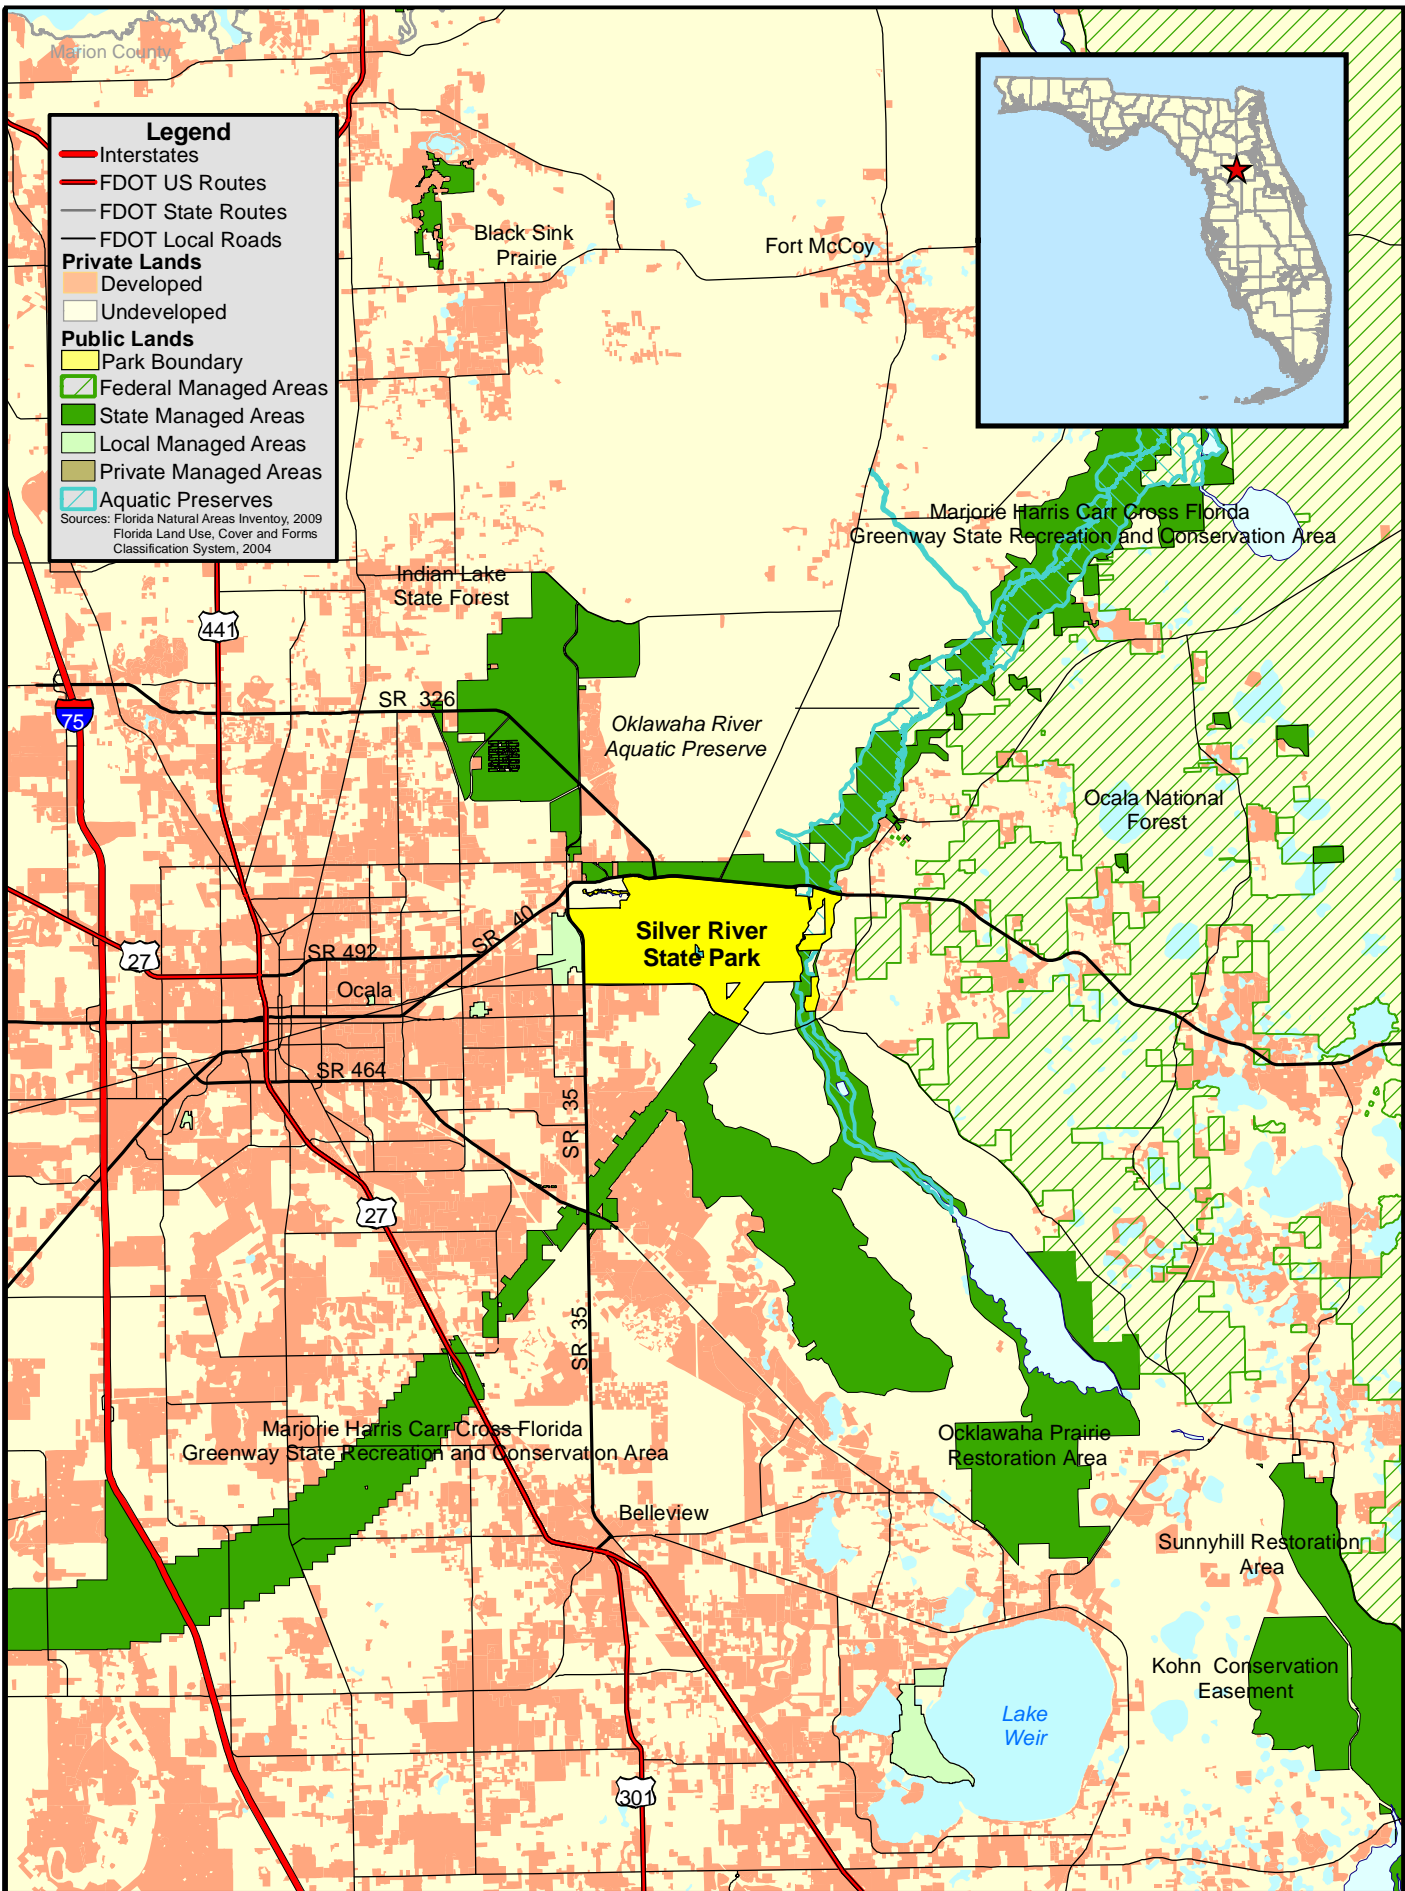 Marion County
Legend
Interstates
FDOT US Routes
FDOT State Routes
FDOT Local Roads
Private Lands
Developed
Undeveloped
Public Lands
Park Boundary
Federal Managed Areas
State Managed Areas
Local Managed Areas
Private Managed Areas
Aquatic Preserves
Sources: Florida Natural Areas Inventoy, 2009
Florida Land Use, Cover and Forms
Classification System, 2004
Black Sink
Prairie
Fort McCoy
Marjorie Harris Carr Cross Florida
Greenway State Recreation and Conservation Area
Indian Lake
State Forest
441
SR 326
75
Oklawaha River
Aquatic Preserve
Ocala National
Forest
SR 40
Silver River
State Park
SR 492
27
Ocala
SR 464
SR 35
27
SR 35
Marjorie Harris Carr Cross Florida
Greenway State Recreation and Conservation Area
Ocklawaha Prairie
Restoration Area
Belleview
Sunnyhill Restoration
Area
Kohn Conservation
Easement
Lake
Weir
301